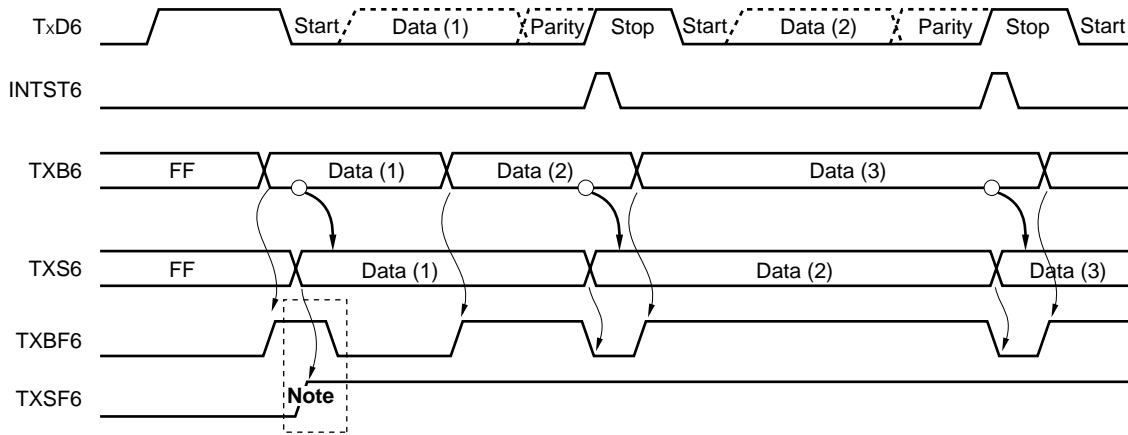 TxD6 Start Data (1) Parity Stop Start Data (2) Parity Stop Start
INTST6
TXB6 FF Data (1) Data (2) Data (3)
TXS6 FF Data (1) Data (2) Data (3)
TXBF6
TXSF6 Note